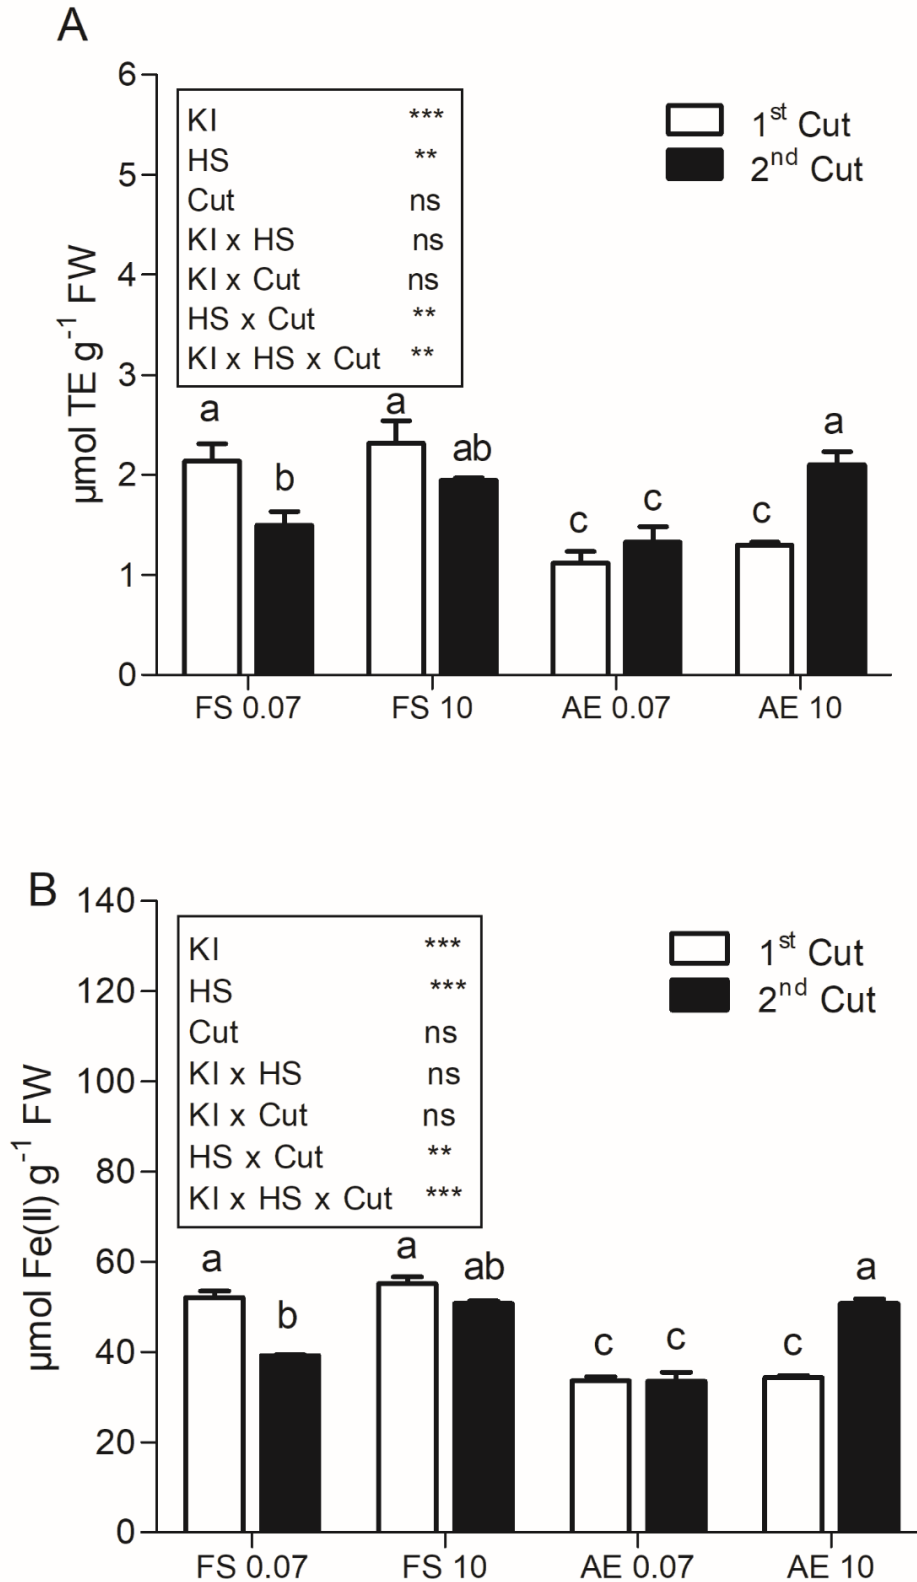 A
6
5
4
3
2
1
0
µmol TE g⁻¹ FW
KI ***
HS **
Cut ns
KI x HS ns
KI x Cut ns
HS x Cut **
KI x HS x Cut **
1st Cut
2nd Cut
a
b
a
ab
c
c
c
a
FS 0.07
FS 10
AE 0.07
AE 10
B
140
120
100
80
60
40
20
0
µmol Fe(II) g⁻¹ FW
KI ***
HS ***
Cut ns
KI x HS ns
KI x Cut ns
HS x Cut **
KI x HS x Cut ***
1st Cut
2nd Cut
a
b
a
ab
c
c
c
a
FS 0.07
FS 10
AE 0.07
AE 10